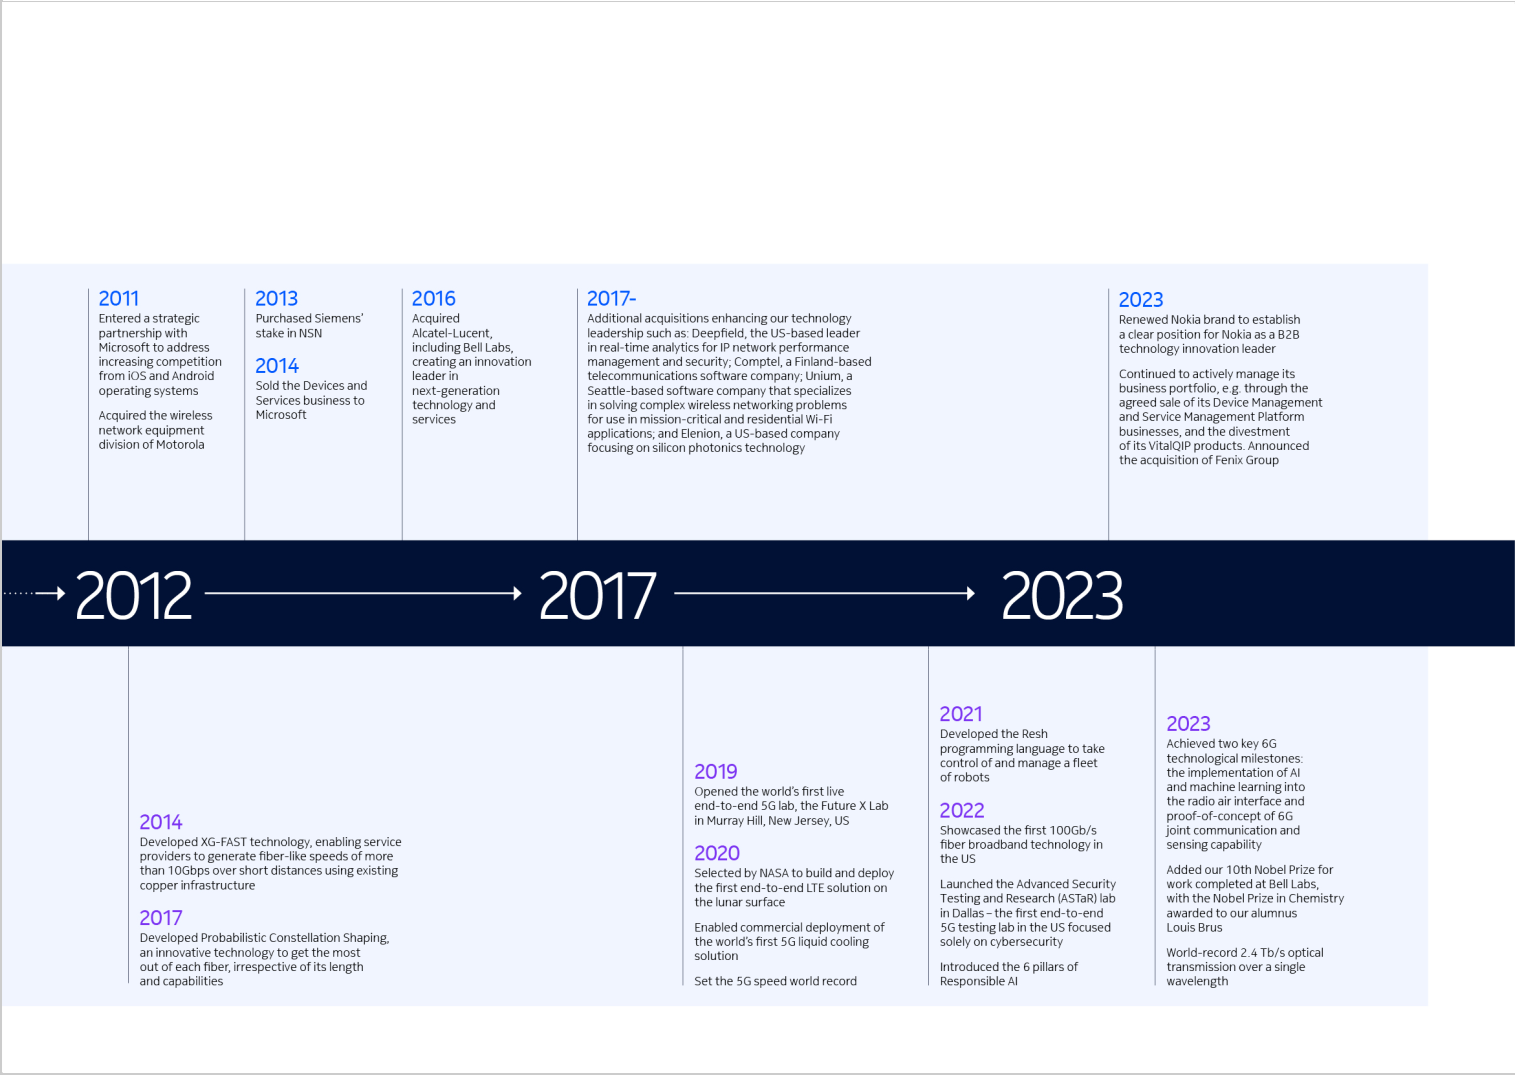 2011
Entered a strategic
partnership with
Microsoft to address
increasing competition
from iOS and Android
operating systems
Acquired the wireless
network equipment
division of Motorola
2013
Purchased Siemens’
stake in NSN
2014
Sold the Devices and
Services business to
Microsoft
2016
Acquired
Alcatel-Lucent,
including Bell Labs,
creating an innovation
leader in
next-generation
technology and
services
2017-
Additional acquisitions enhancing our technology
leadership such as: Deepfield, the US-based leader
in real-time analytics for IP network performance
management and security; Comptel, a Finland-based
telecommunications software company; Unium, a
Seattle-based software company that specializes
in solving complex wireless networking problems
for use in mission-critical and residential Wi-Fi
applications; and Elenion, a US-based company
focusing on silicon photonics technology
2023
Renewed Nokia brand to establish
a clear position for Nokia as a B2B
technology innovation leader
Continued to actively manage its
business portfolio, e.g. through the
agreed sale of its Device Management
and Service Management Platform
businesses, and the divestment
of its VitalQIP products. Announced
the acquisition of Fenix Group
2012
2017
2023
2014
Developed XG-FAST technology, enabling service
providers to generate fiber-like speeds of more
than 10Gbps over short distances using existing
copper infrastructure
2017
Developed Probabilistic Constellation Shaping,
an innovative technology to get the most
out of each fiber, irrespective of its length
and capabilities
2019
Opened the world’s first live
end-to-end 5G lab, the Future X Lab
in Murray Hill, New Jersey, US
2020
Selected by NASA to build and deploy
the first end-to-end LTE solution on
the lunar surface
Enabled commercial deployment of
the world’s first 5G liquid cooling
solution
Set the 5G speed world record
2021
Developed the Resh
programming language to take
control of and manage a fleet
of robots
2022
Showcased the first 100Gb/s
fiber broadband technology in
the US
Launched the Advanced Security
Testing and Research (ASTaR) lab
in Dallas – the first end-to-end
5G testing lab in the US focused
solely on cybersecurity
Introduced the 6 pillars of
Responsible AI
2023
Achieved two key 6G
technological milestones:
the implementation of AI
and machine learning into
the radio air interface and
proof-of-concept of 6G
joint communication and
sensing capability
Added our 10th Nobel Prize for
work completed at Bell Labs,
with the Nobel Prize in Chemistry
awarded to our alumnus
Louis Brus
World-record 2.4 Tb/s optical
transmission over a single
wavelength